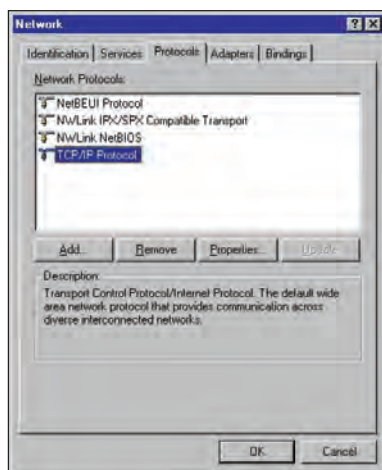 Network
Identification Services Protocols Adapters Bindings
Network Protocols:
NetBEUI Protocol
NWLink IPX/SPX Compatible Transport
NWLink NetBIOS
TCP/IP Protocol
Add... Remove Properties... Update
Description:
Transport Control Protocol/Internet Protocol. The default wide
area network protocol that provides communication across
diverse interconnected networks.
OK Cancel